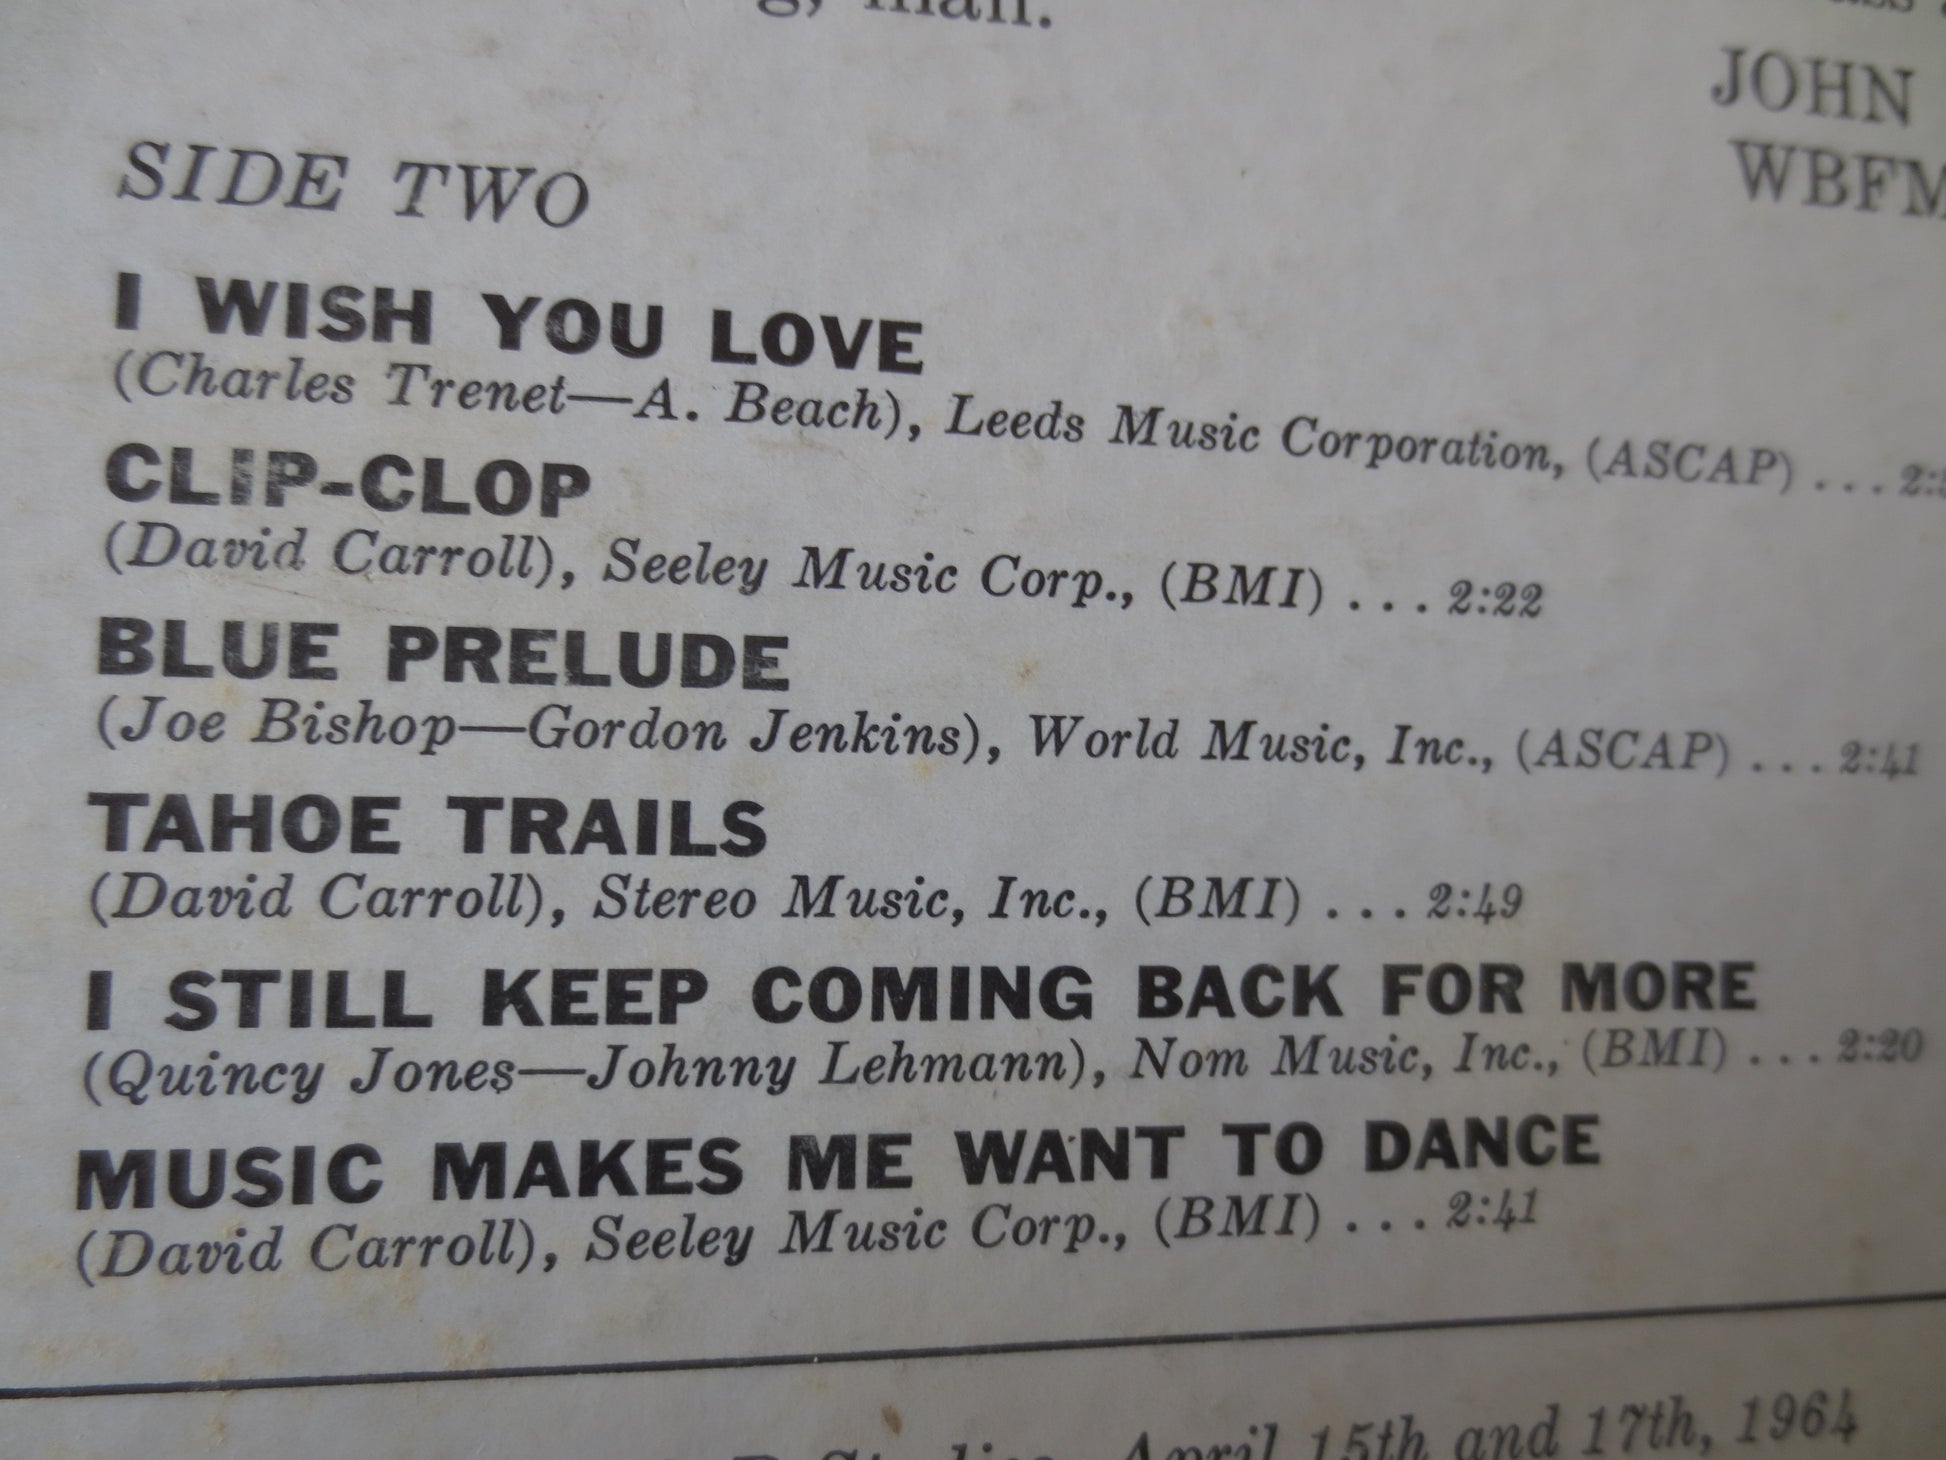 man.
JOHN
WBFM
SIDE TWO
I WISH YOU LOVE
(Charles Trenet—A. Beach), Leeds Music Corporation, (ASCAP) ...
CLIP-CLOP
(David Carroll), Seeley Music Corp., (BMI) ... 2:22
BLUE PRELUDE
(Joe Bishop—Gordon Jenkins), World Music, Inc., (ASCAP) ... 2:41
TAHOE TRAILS
(David Carroll), Stereo Music, Inc., (BMI) ... 2:49
I STILL KEEP COMING BACK FOR MORE
(Quincy Jones—Johnny Lehmann), Nom Music, Inc., (BMI) ... 2:20
MUSIC MAKES ME WANT TO DANCE
(David Carroll), Seeley Music Corp., (BMI) ... 2:41
Studios, April 15th and 17th, 1964